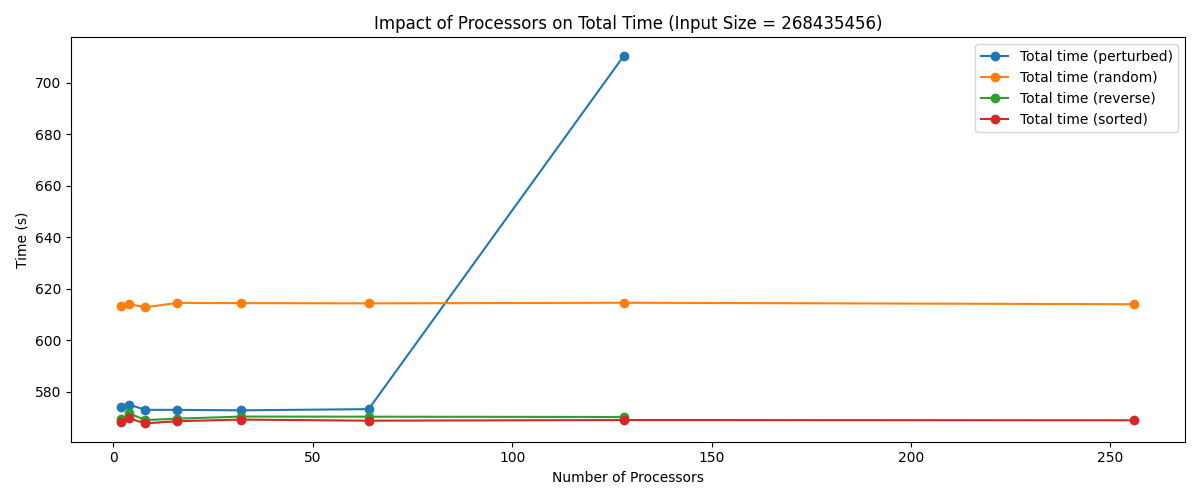 Impact of Processors on Total Time (Input Size = 268435456)
Total time (perturbed)
Total time (random)
Total time (reverse)
Total time (sorted)
Time (s)
700
680
660
640
620
600
580
0 50 100 150 200 250
Number of Processors